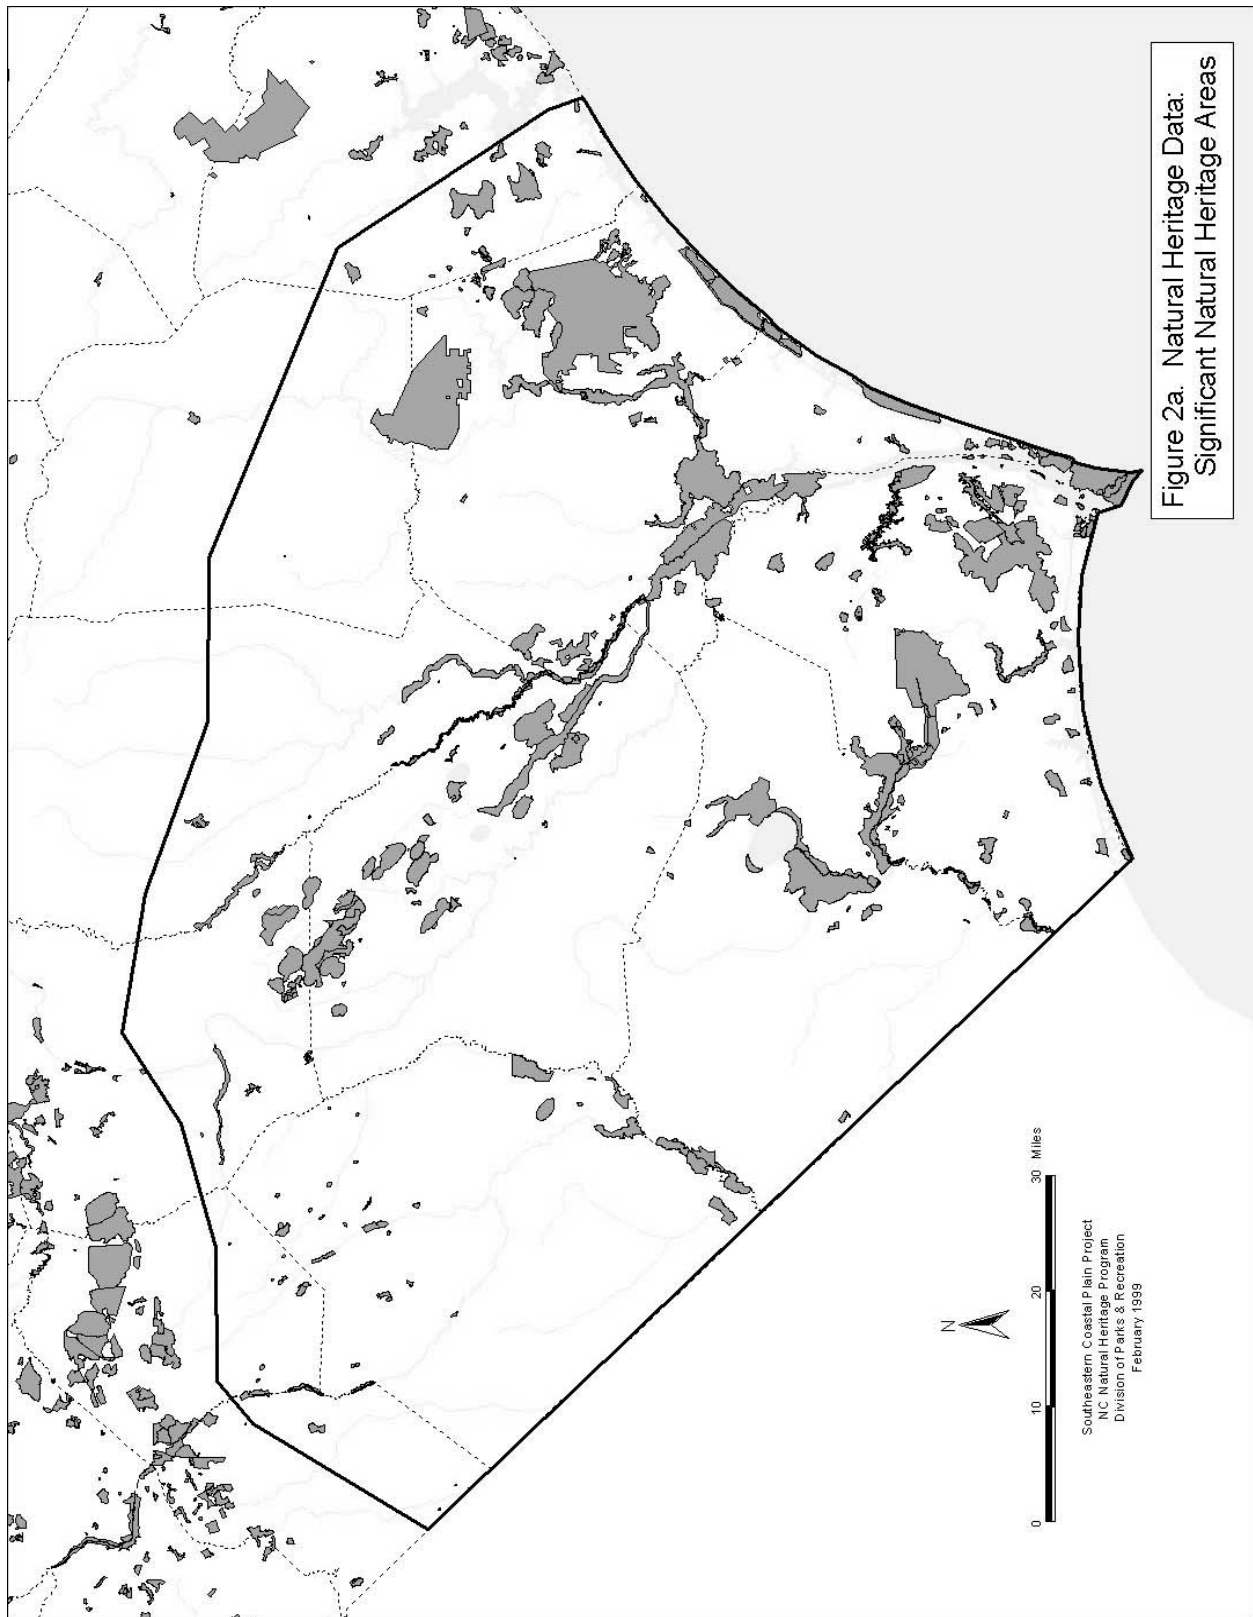 Figure 2a. Natural Heritage Data:
Significant Natural Heritage Areas
N
0 10 20 30 Miles
Southeastern Coastal Plain Project
NC Natural Heritage Program
Division of Parks & Recreation
February 1999